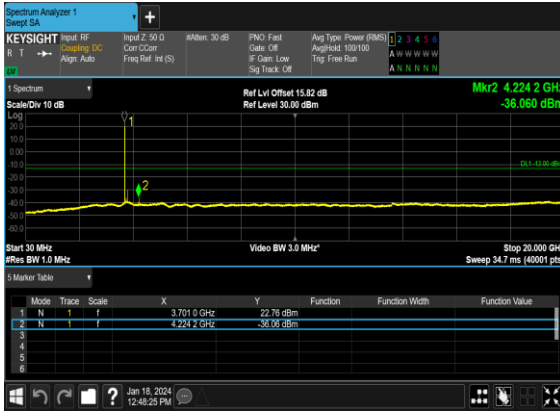 Spectrum Analyzer 1
Swept SA
KEYSIGHT Input: RF Input Z: 50 Ω #Atten: 30 dB PNO: Fast Avg Type: Power (RMS) 1 2 3 4 5 6
R T Coupling: DC Corr CCorr Gate: Off Avg|Hold: 100/100 A W W W W W
Align: Auto Freq Ref: Int (S) IF Gain: Low Trig: Free Run
Sig Track: Off A N N N N N
1 Spectrum
Scale/Div 10 dB
Ref Lvl Offset 15.82 dB
Ref Level 30.00 dBm
Mkr2 4.224 2 GHz
-36.060 dBm
Log
20.0
10.0
0.00
-10.0
-20.0
-30.0
-40.0
-50.0
-60.0
1
2
DL1 -13.00 dBm
Start 30 MHz Video BW 3.0 MHz* Stop 20.000 GH
#Res BW 1.0 MHz Sweep 34.7 ms (40001 pts
5 Marker Table
Mode Trace Scale X Y Function Function Width Function Value
1 N 1 f 3.701 0 GHz 22.76 dBm
2 N 1 f 4.224 2 GHz -36.06 dBm
3
4
5
6
Jan 18, 2024
12:48:25 PM